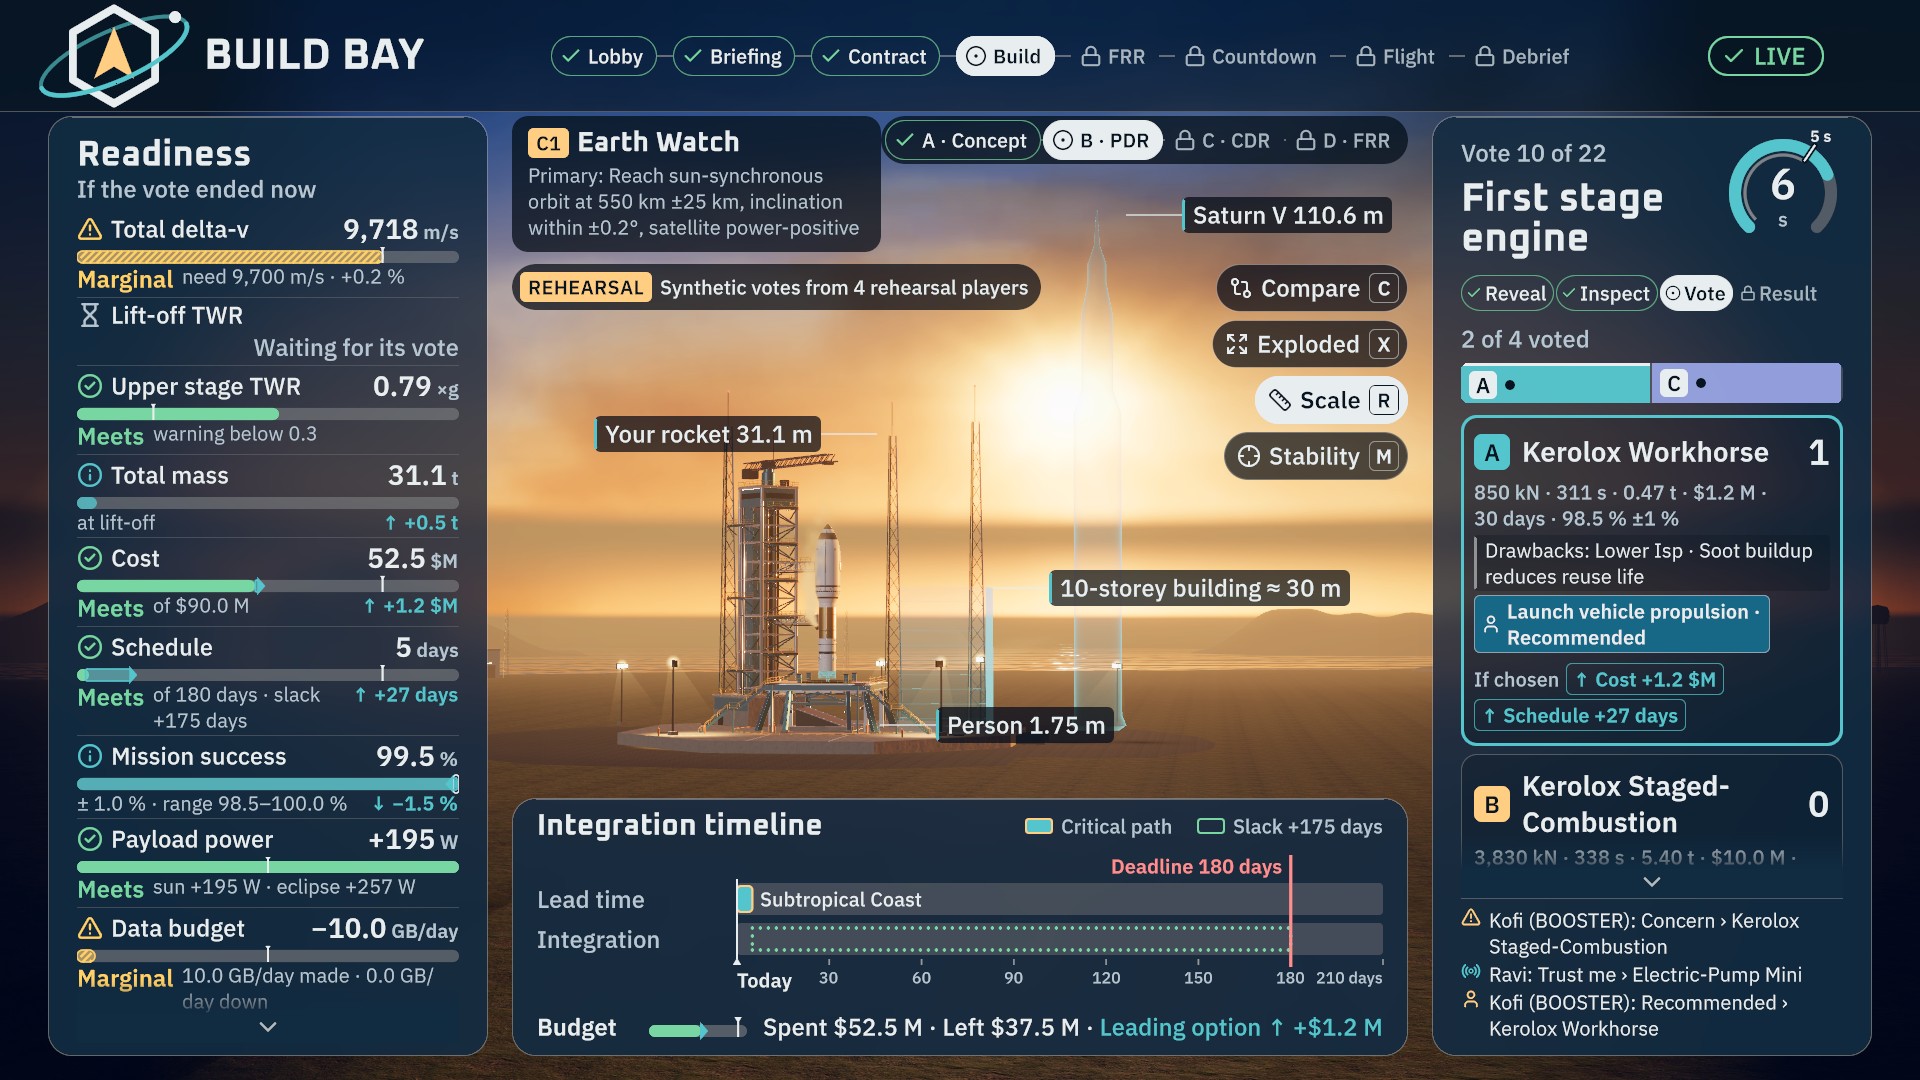 BUILD BAY
Lobby
Briefing
Contract
Build
FRR
Countdown
Flight
Debrief
LIVE
Readiness
If the vote ended now
Total delta-v 9,718 m/s
Marginal need 9,700 m/s · +0.2 %
Lift-off TWR
Waiting for its vote
Upper stage TWR 0.79 ×g
Meets warning below 0.3
Total mass 31.1 t
at lift-off ↑ +0.5 t
Cost 52.5 $M
Meets of $90.0 M ↑ +1.2 $M
Schedule 5 days
Meets of 180 days · slack ↑ +27 days
+175 days
Mission success 99.5 %
± 1.0 % · range 98.5–100.0 % ↓ −1.5 %
Payload power +195 W
Meets sun +195 W · eclipse +257 W
Data budget −10.0 GB/day
Marginal 10.0 GB/day made · 0.0 GB/
day down
C1 Earth Watch
Primary: Reach sun-synchronous
orbit at 550 km ±25 km, inclination
within ±0.2°, satellite power-positive
A · Concept
B · PDR
C · CDR · D · FRR
REHEARSAL Synthetic votes from 4 rehearsal players
Saturn V 110.6 m
Compare C
Exploded X
Scale R
Stability M
Your rocket 31.1 m
10-storey building ≈ 30 m
Person 1.75 m
Integration timeline
Critical path
Slack +175 days
Deadline 180 days
Lead time
Subtropical Coast
Integration
Today 30 60 90 120 150 180 210 days
Budget Spent $52.5 M · Left $37.5 M · Leading option ↑ +$1.2 M
Vote 10 of 22
First stage
engine
5 s
6
s
Reveal
Inspect
Vote
Result
2 of 4 voted
A
C
A Kerolox Workhorse 1
850 kN · 311 s · 0.47 t · $1.2 M ·
30 days · 98.5 % ±1 %
Drawbacks: Lower Isp · Soot buildup
reduces reuse life
Launch vehicle propulsion ·
Recommended
If chosen ↑ Cost +1.2 $M
↑ Schedule +27 days
B Kerolox Staged-
Combustion 0
3,830 kN · 338 s · 5.40 t · $10.0 M ·
Kofi (BOOSTER): Concern › Kerolox
Staged-Combustion
Ravi: Trust me › Electric-Pump Mini
Kofi (BOOSTER): Recommended ›
Kerolox Workhorse